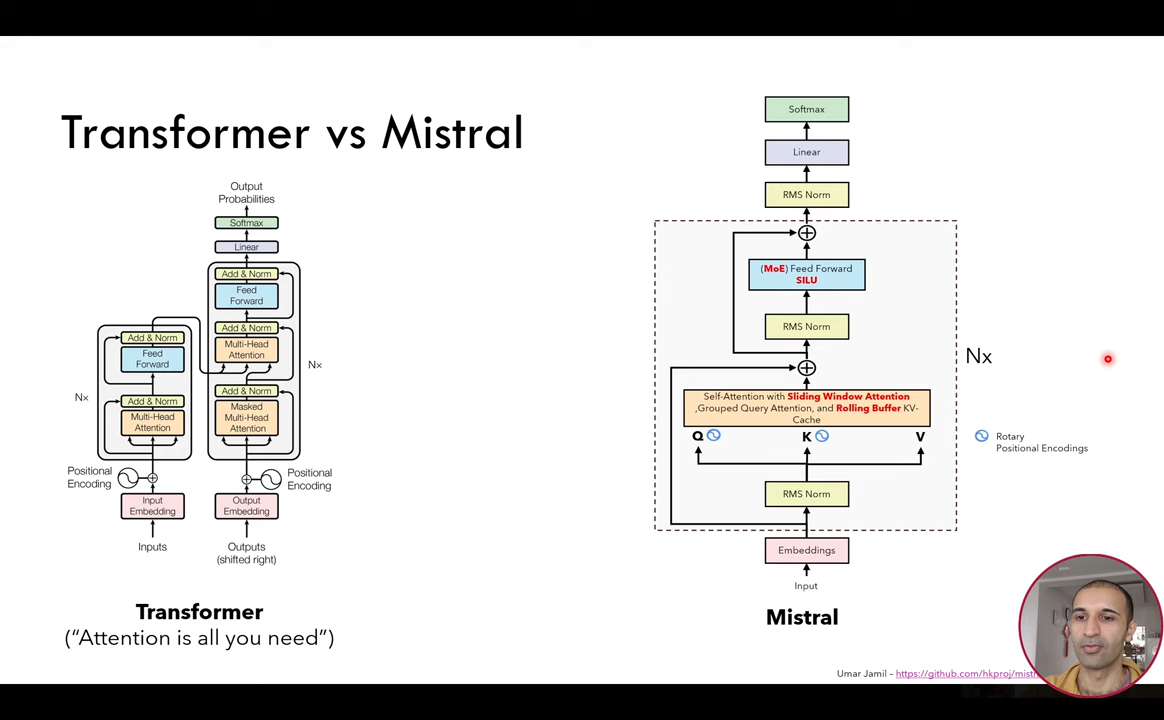 Transformer vs Mistral
Output
Probabilities
Softmax
Linear
Add & Norm
Feed
Forward
Add & Norm
Multi-Head
Attention
Add & Norm
Masked
Multi-Head
Attention
Nx
Positional
Encoding
Output
Embedding
Outputs
(shifted right)
Add & Norm
Feed
Forward
Add & Norm
Multi-Head
Attention
Nx
Positional
Encoding
Input
Embedding
Inputs
Transformer
(“Attention is all you need”)
Softmax
Linear
RMS Norm
(MoE) Feed Forward
SILU
RMS Norm
Nx
Self-Attention with Sliding Window Attention
,Grouped Query Attention, and Rolling Buffer KV-
Cache
Q K V
Rotary
Positional Encodings
RMS Norm
Embeddings
Input
Mistral
Umar Jamil – https://github.com/hkproj/mistr